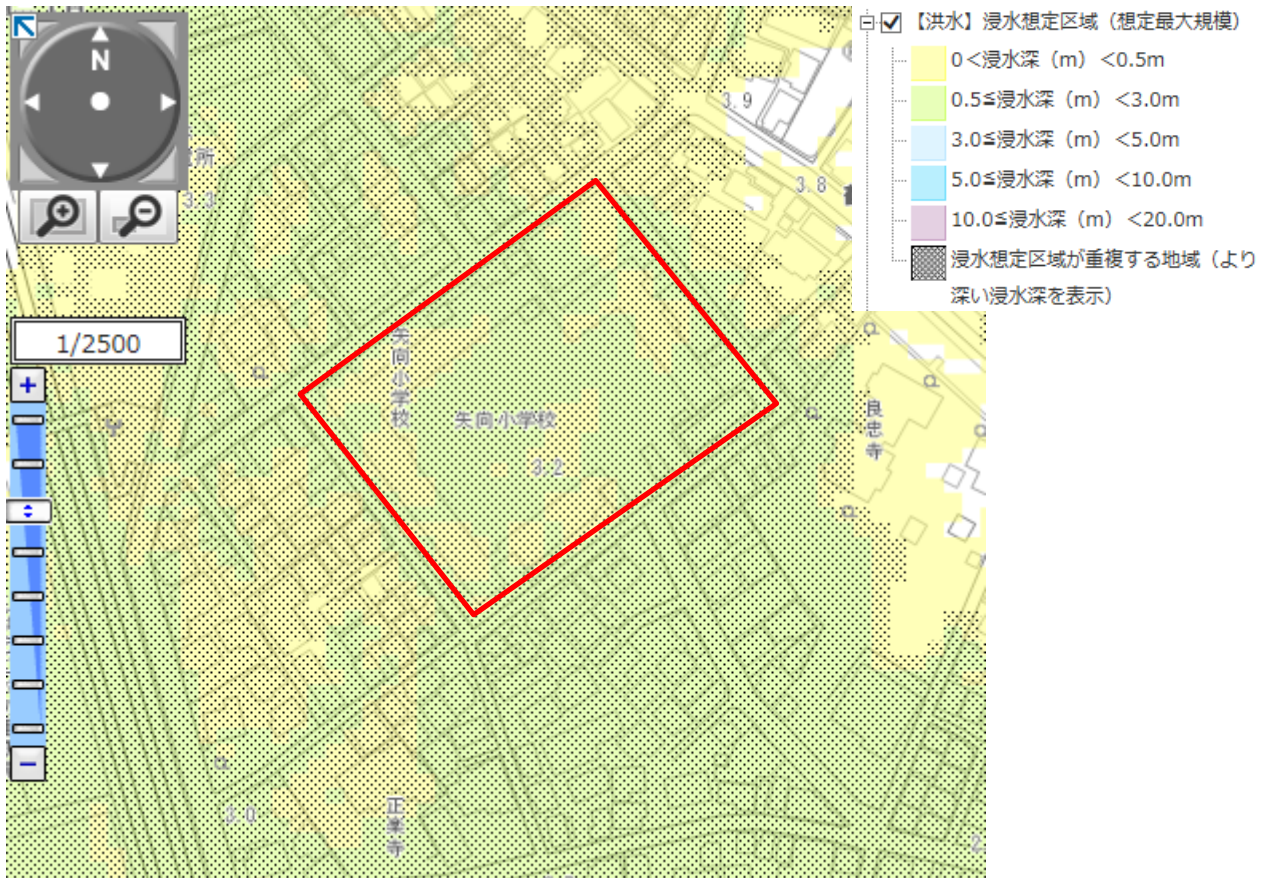 N
所
3.3
1/2500
+
−
3.9
3.8
矢向小学校
矢向小学校
3.2
良忠寺
正楽寺
3.0
【洪水】浸水想定区域（想定最大規模）
0＜浸水深（m）＜0.5m
0.5≦浸水深（m）＜3.0m
3.0≦浸水深（m）＜5.0m
5.0≦浸水深（m）＜10.0m
10.0≦浸水深（m）＜20.0m
浸水想定区域が重複する地域（より
深い浸水深を表示）